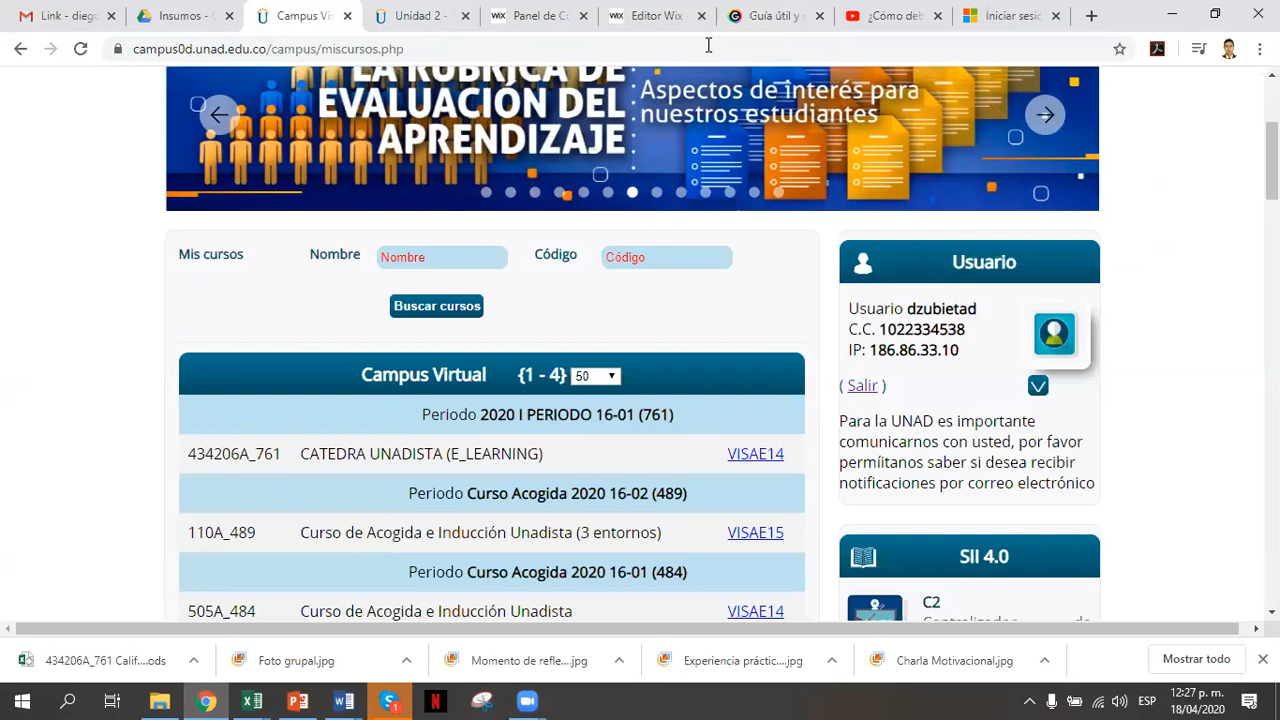 Link - dieg
Insumos - C
Campus Vir
Unidad 2 -
Panel de Co
Editor Wix
Guía útil y r
¿Cómo deb
Iniciar sesic
campus0d.unad.edu.co/campus/miscursos.php
LA RÚBRICA DE
EVALUACIÓN DEL
APRENDIZAJE
Aspectos de interés para
nuestros estudiantes
Mis cursos Nombre Nombre Código Código
Buscar cursos
Campus Virtual {1 - 4} 50
Periodo 2020 I PERIODO 16-01 (761)
434206A_761 CATEDRA UNADISTA (E_LEARNING) VISAE14
Periodo Curso Acogida 2020 16-02 (489)
110A_489 Curso de Acogida e Inducción Unadista (3 entornos) VISAE15
Periodo Curso Acogida 2020 16-01 (484)
505A_484 Curso de Acogida e Inducción Unadista VISAE14
Usuario
Usuario dzubietad
C.C. 1022334538
IP: 186.86.33.10
( Salir )
Para la UNAD es importante
comunicarnos con usted, por favor
permíitanos saber si desea recibir
notificaciones por correo electrónico
SII 4.0
C2
434206A_761 Calif....ods
Foto grupal.jpg
Momento de refle....jpg
Experiencia práctic....jpg
Charla Motivacional.jpg
Mostrar todo
ESP
12:27 p. m.
18/04/2020